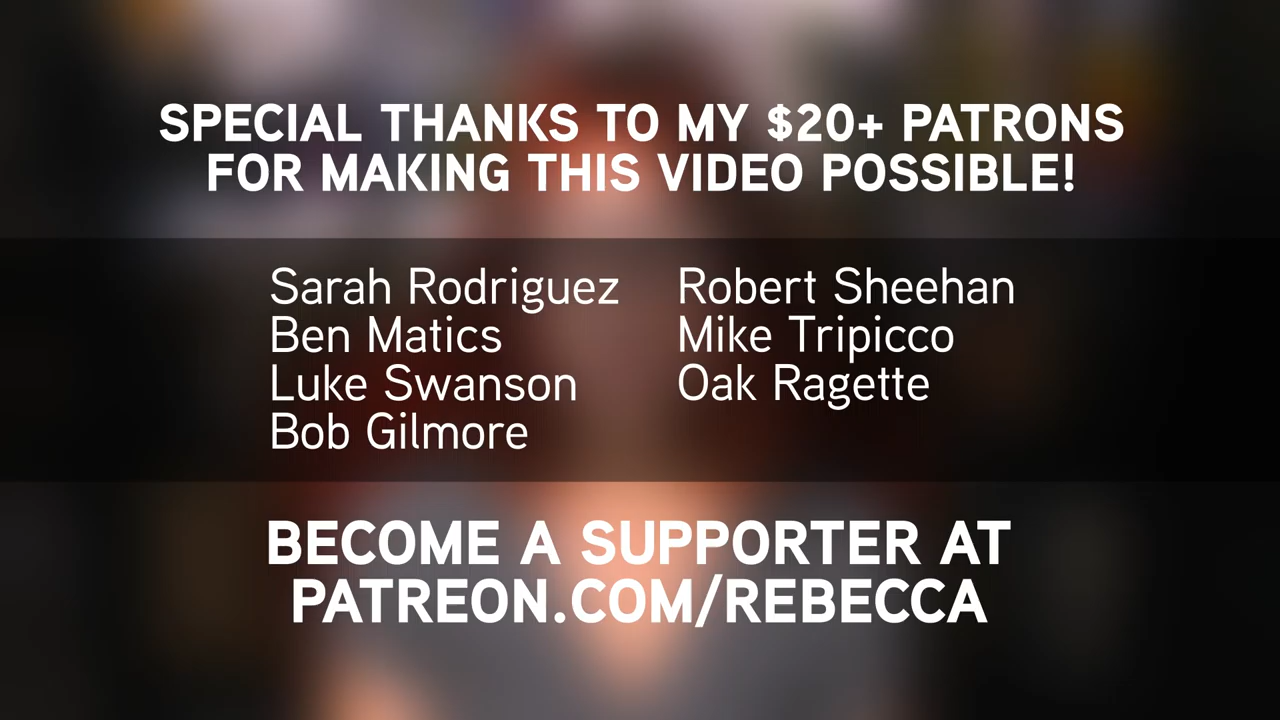 SPECIAL THANKS TO MY $20+ PATRONS
FOR MAKING THIS VIDEO POSSIBLE!
Sarah Rodriguez
Ben Matics
Luke Swanson
Bob Gilmore
Robert Sheehan
Mike Tripicco
Oak Ragette
BECOME A SUPPORTER AT
PATREON.COM/REBECCA